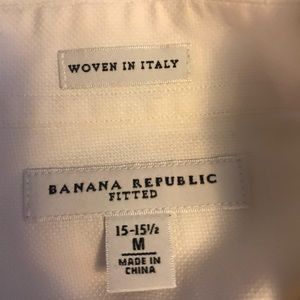 WOVEN IN ITALY
BANANA REPUBLIC
FITTED
15-15½
M
MADE IN
CHINA